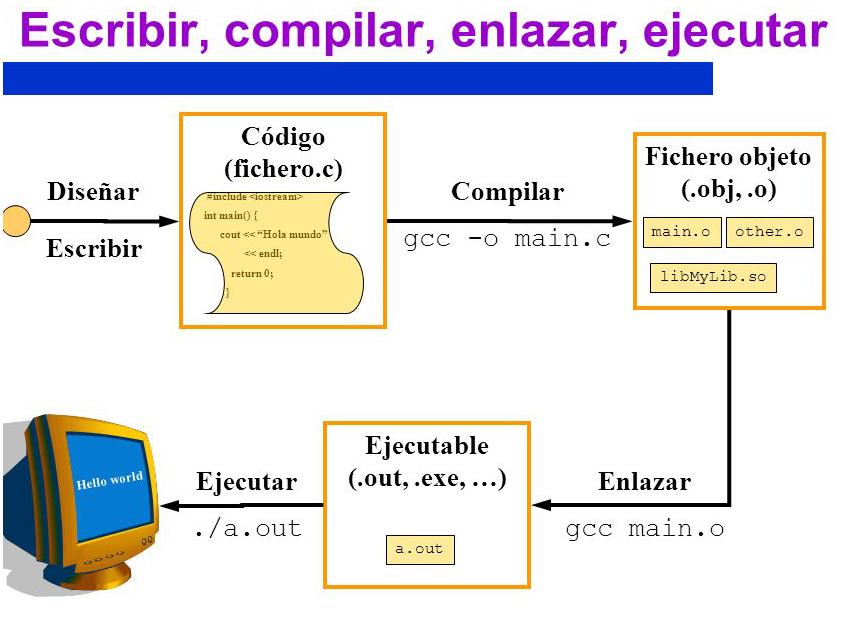 Escribir, compilar, enlazar, ejecutar
Diseñar
Escribir
Código
(fichero.c)
#include <iostream>
int main() {
cout << “Hola mundo”
<< endl;
return 0;
}
Compilar
gcc -o main.c
Fichero objeto
(.obj, .o)
main.o
other.o
libMyLib.so
Enlazar
gcc main.o
Ejecutable
(.out, .exe, …)
a.out
Ejecutar
./a.out
Hello world